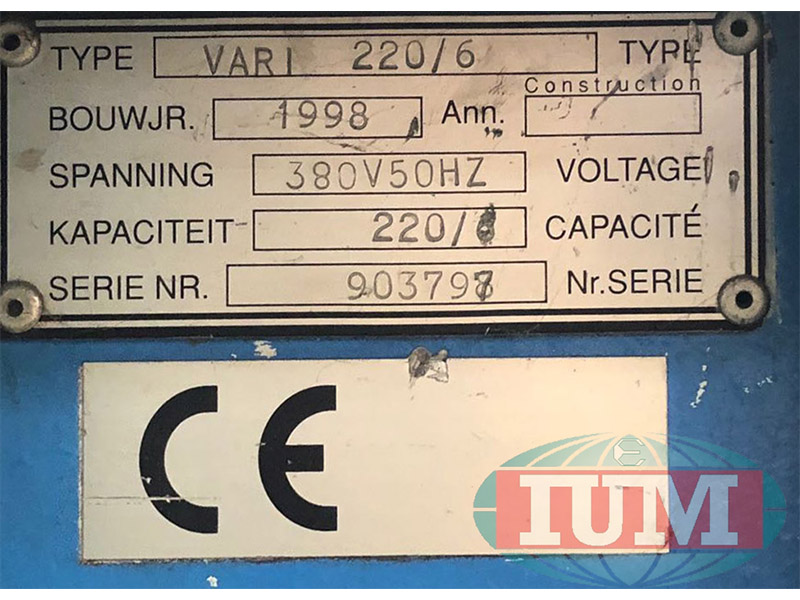 TYPE VARI 220/6 TYPE
Construction
BOUWJR. 1998 Ann.
SPANNING 380V50HZ VOLTAGE
KAPACITEIT 220/6 CAPACITÉ
SERIE NR. Nr.SERIE
CE
IUM